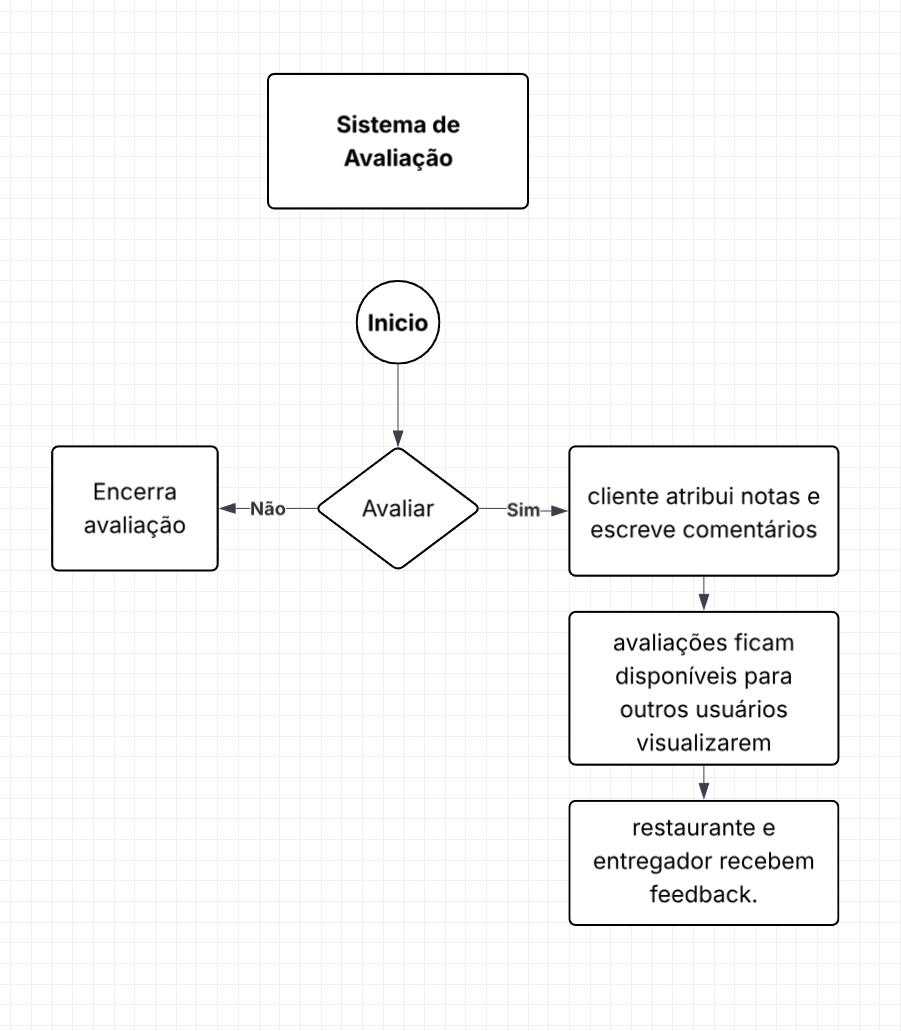 Sistema de
Avaliação
Inicio
Encerra
avaliação
Não
Avaliar
Sim
cliente atribui notas e
escreve comentários
avaliações ficam
disponíveis para
outros usuários
visualizarem
restaurante e
entregador recebem
feedback.